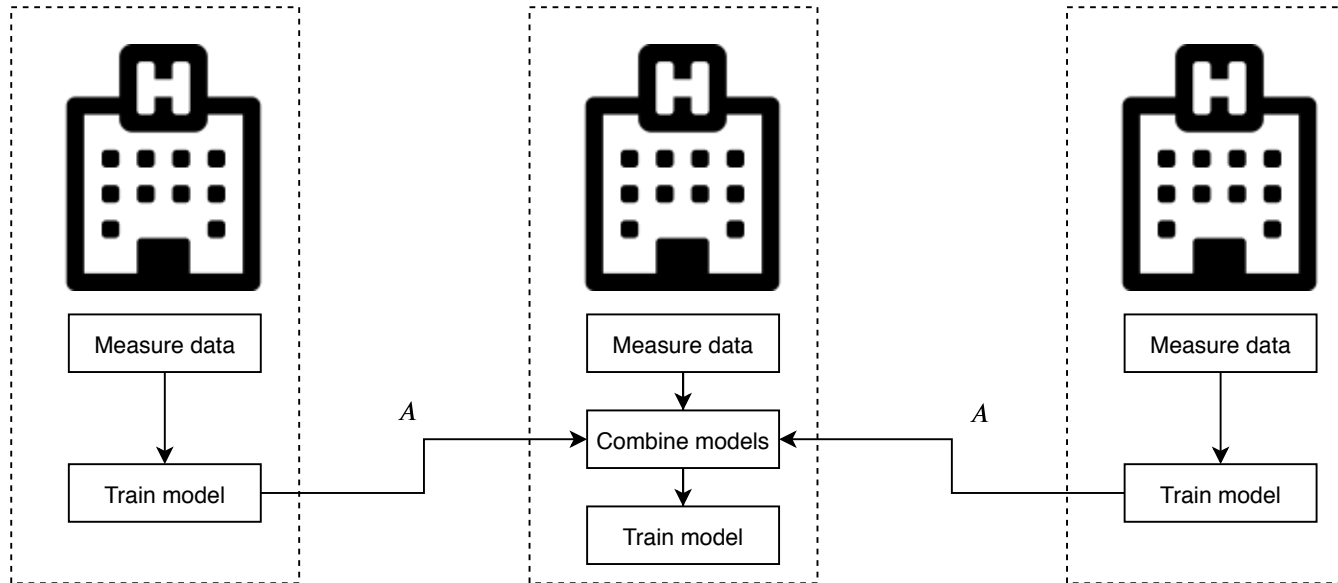 H
H
H
Measure data
Measure data
Measure data
A
A
Combine models
Train model
Train model
Train model